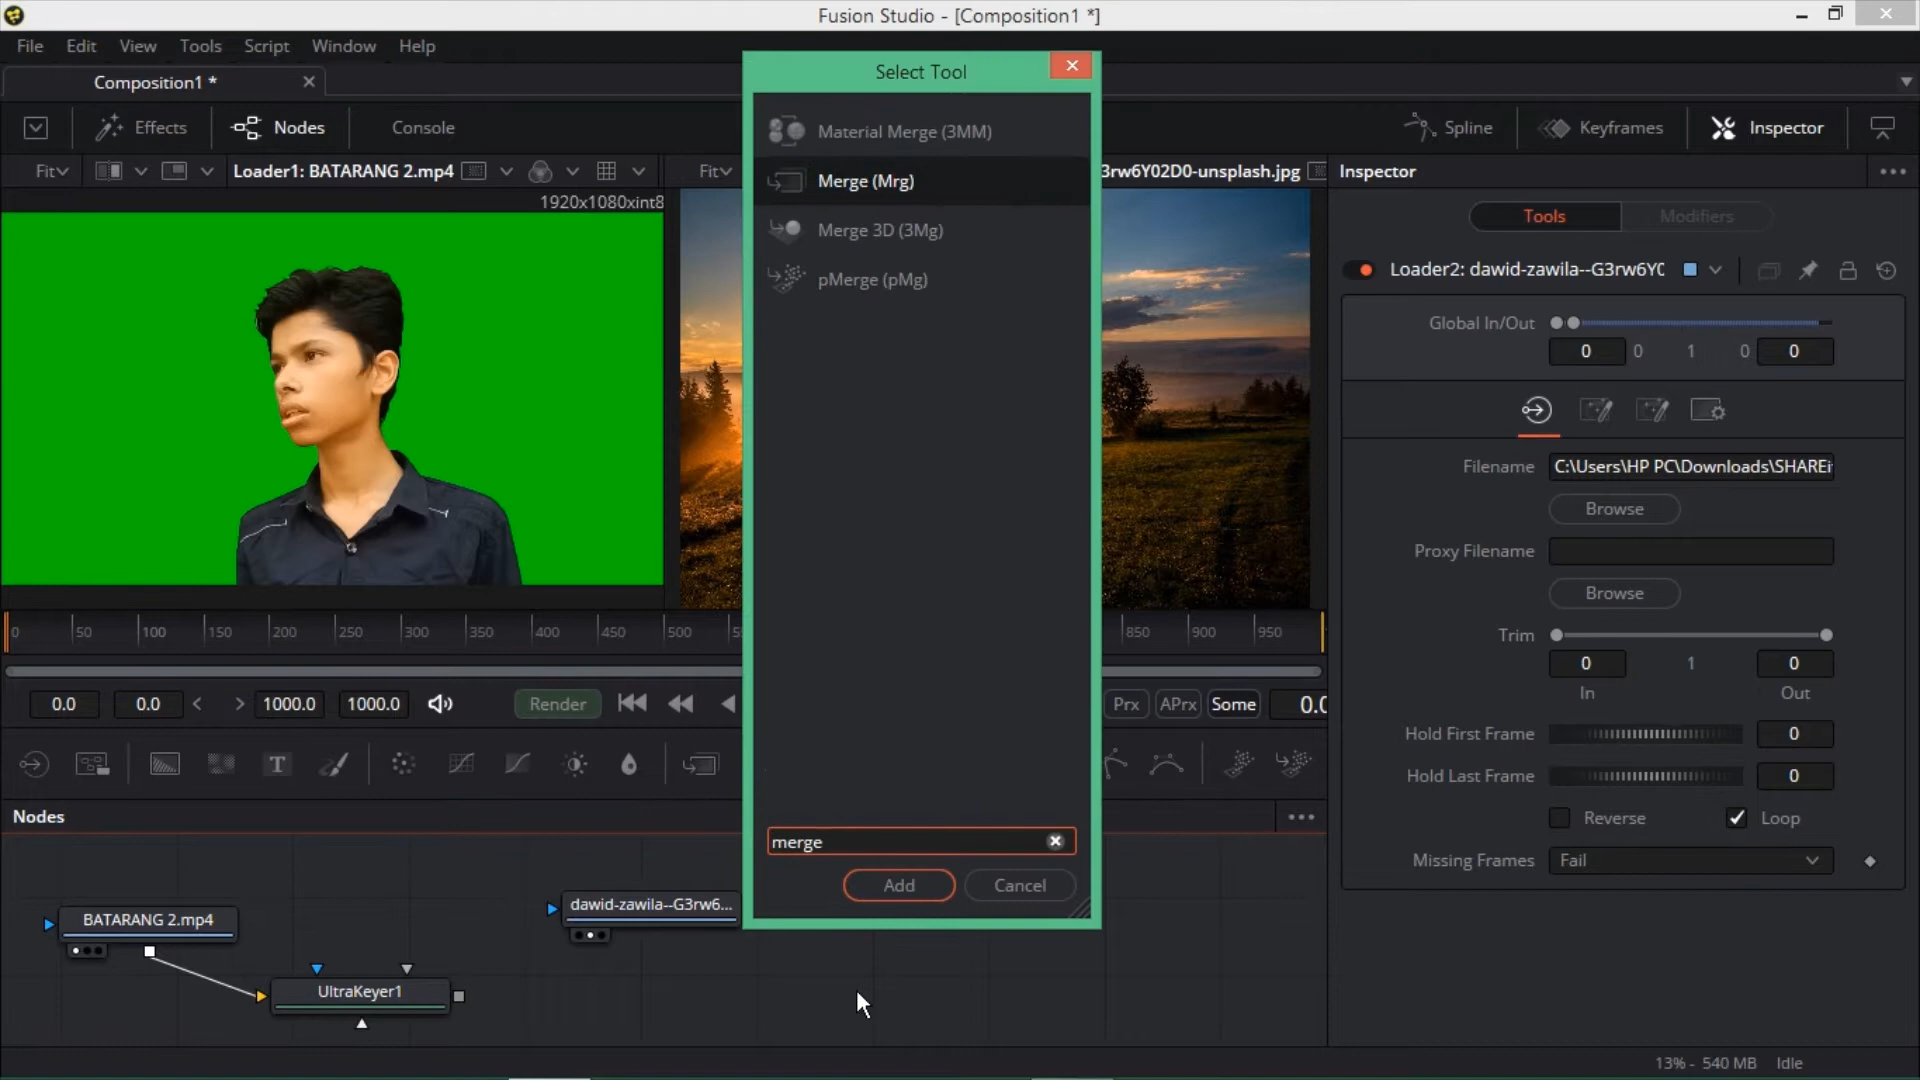 Fusion Studio - [Composition1 *]
File Edit View Tools Script Window Help
Composition1 *
Select Tool
Effects Nodes Console
Spline Keyframes Inspector
Fit Loader1: BATARANG 2.mp4
Fit
3rw6Y02D0-unsplash.jpg
Inspector
1920x1080xint8
Material Merge (3MM)
Merge (Mrg)
Merge 3D (3Mg)
pMerge (pMg)
merge
Add Cancel
Tools Modifiers
Loader2: dawid-zawila--G3rw6Y0
Global In/Out
0 0 1 0 0
Filename C:\Users\HP PC\Downloads\SHAREi
Browse
Proxy Filename
Browse
Trim
0 1 0
In Out
Hold First Frame 0
Hold Last Frame 0
Reverse Loop
Missing Frames Fail
0 50 100 150 200 250 300 350 400 450 500 850 900 950
0.0 0.0 < > 1000.0 1000.0 Render
Prx APrx Some 0.0
T
Nodes
BATARANG 2.mp4
dawid-zawila--G3rw6...
UltraKeyer1
13% - 540 MB Idle